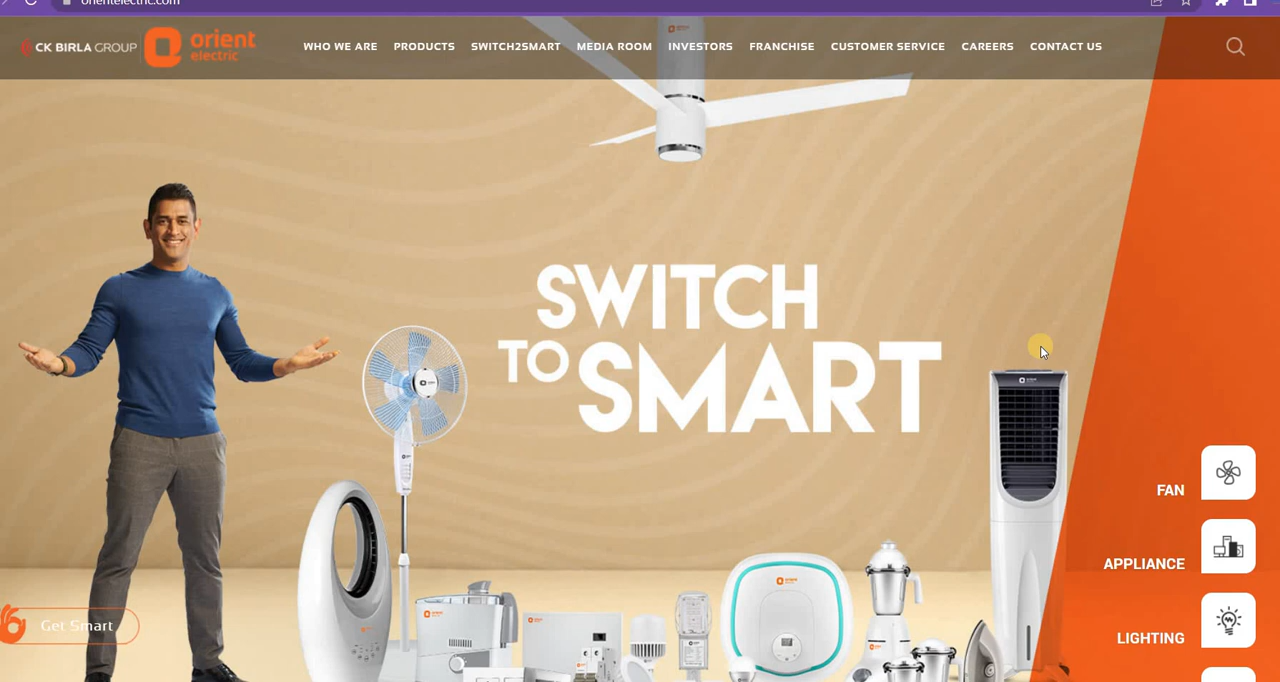 orientelectric.com
CK BIRLA GROUP
orient
electric
WHO WE ARE PRODUCTS SWITCH2SMART MEDIA ROOM INVESTORS FRANCHISE CUSTOMER SERVICE CAREERS CONTACT US
SWITCH
TO SMART
FAN
APPLIANCE
LIGHTING
Get Smart